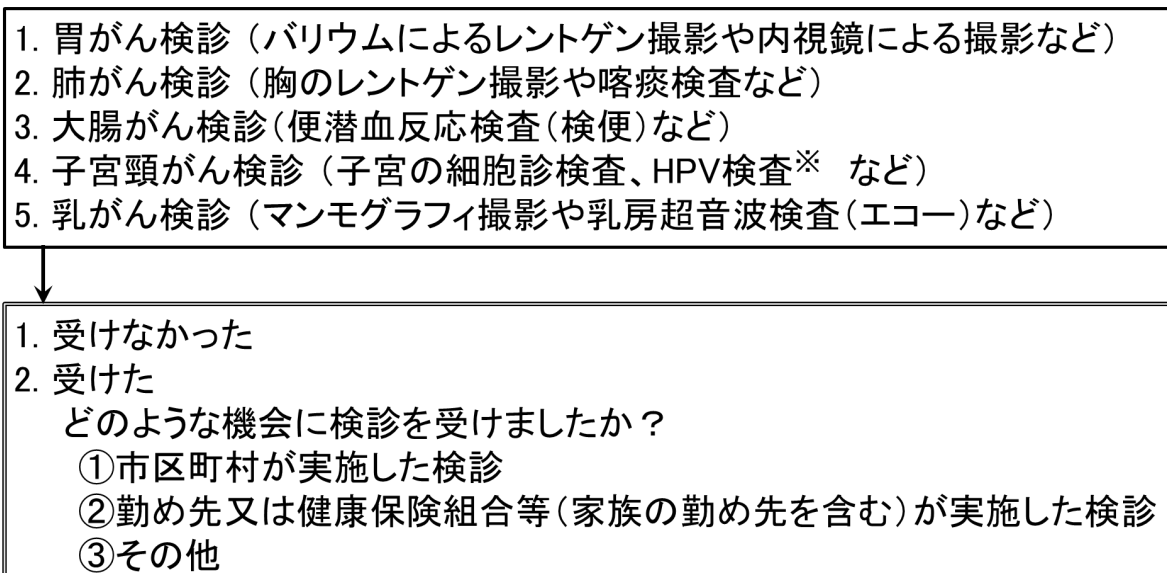 1. 胃がん検診（バリウムによるレントゲン撮影や内視鏡による撮影など）
2. 肺がん検診（胸のレントゲン撮影や喀痰検査など）
3. 大腸がん検診（便潜血反応検査（検便）など）
4. 子宮頸がん検診（子宮の細胞診検査、HPV検査※ など）
5. 乳がん検診（マンモグラフィ撮影や乳房超音波検査（エコー）など）
1. 受けなかった
2. 受けた
どのような機会に検診を受けましたか？
①市区町村が実施した検診
②勤め先又は健康保険組合等（家族の勤め先を含む）が実施した検診
③その他